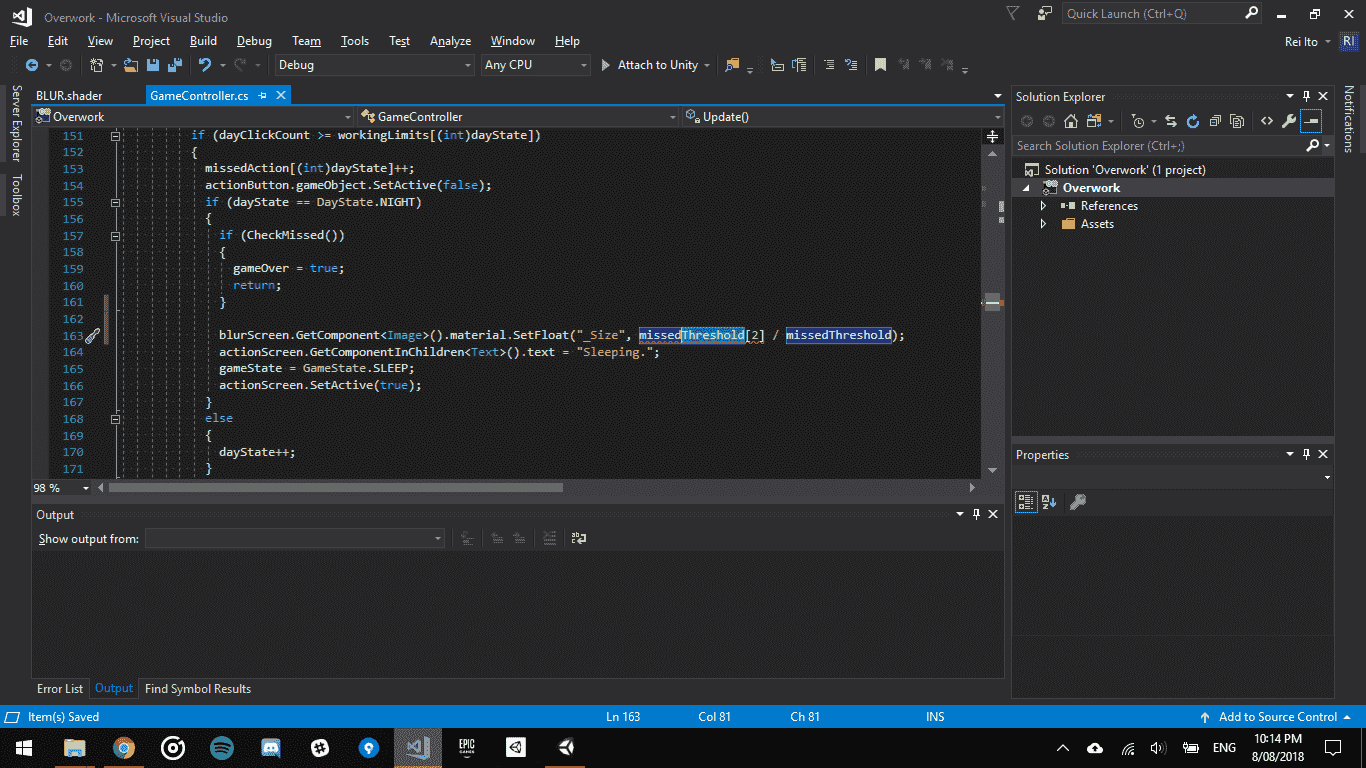 Overwork - Microsoft Visual Studio
Quick Launch (Ctrl+Q)
File Edit View Project Build Debug Team Tools Test Analyze Window Help
Rei Ito RI
Debug Any CPU Attach to Unity
Server Explorer
Toolbox
BLUR.shader GameController.cs
Overwork GameController Update()
151 if (dayClickCount >= workingLimits[(int)dayState])
152 {
153 missedAction[(int)dayState]++;
154 actionButton.gameObject.SetActive(false);
155 if (dayState == DayState.NIGHT)
156 {
157 if (CheckMissed())
158 {
159 gameOver = true;
160 return;
161 }
162
163 blurScreen.GetComponent<Image>().material.SetFloat("_Size", missedThreshold[2] / missedThreshold);
164 actionScreen.GetComponentInChildren<Text>().text = "Sleeping.";
165 gameState = GameState.SLEEP;
166 actionScreen.SetActive(true);
167 }
168 else
169 {
170 dayState++;
171 }
98 %
Output
Show output from:
Error List Output Find Symbol Results
Solution Explorer
Search Solution Explorer (Ctrl+;)
Solution 'Overwork' (1 project)
Overwork
References
Assets
Properties
Notifications
Item(s) Saved Ln 163 Col 81 Ch 81 INS Add to Source Control
EPIC
GAMES
ENG
10:14 PM
8/08/2018